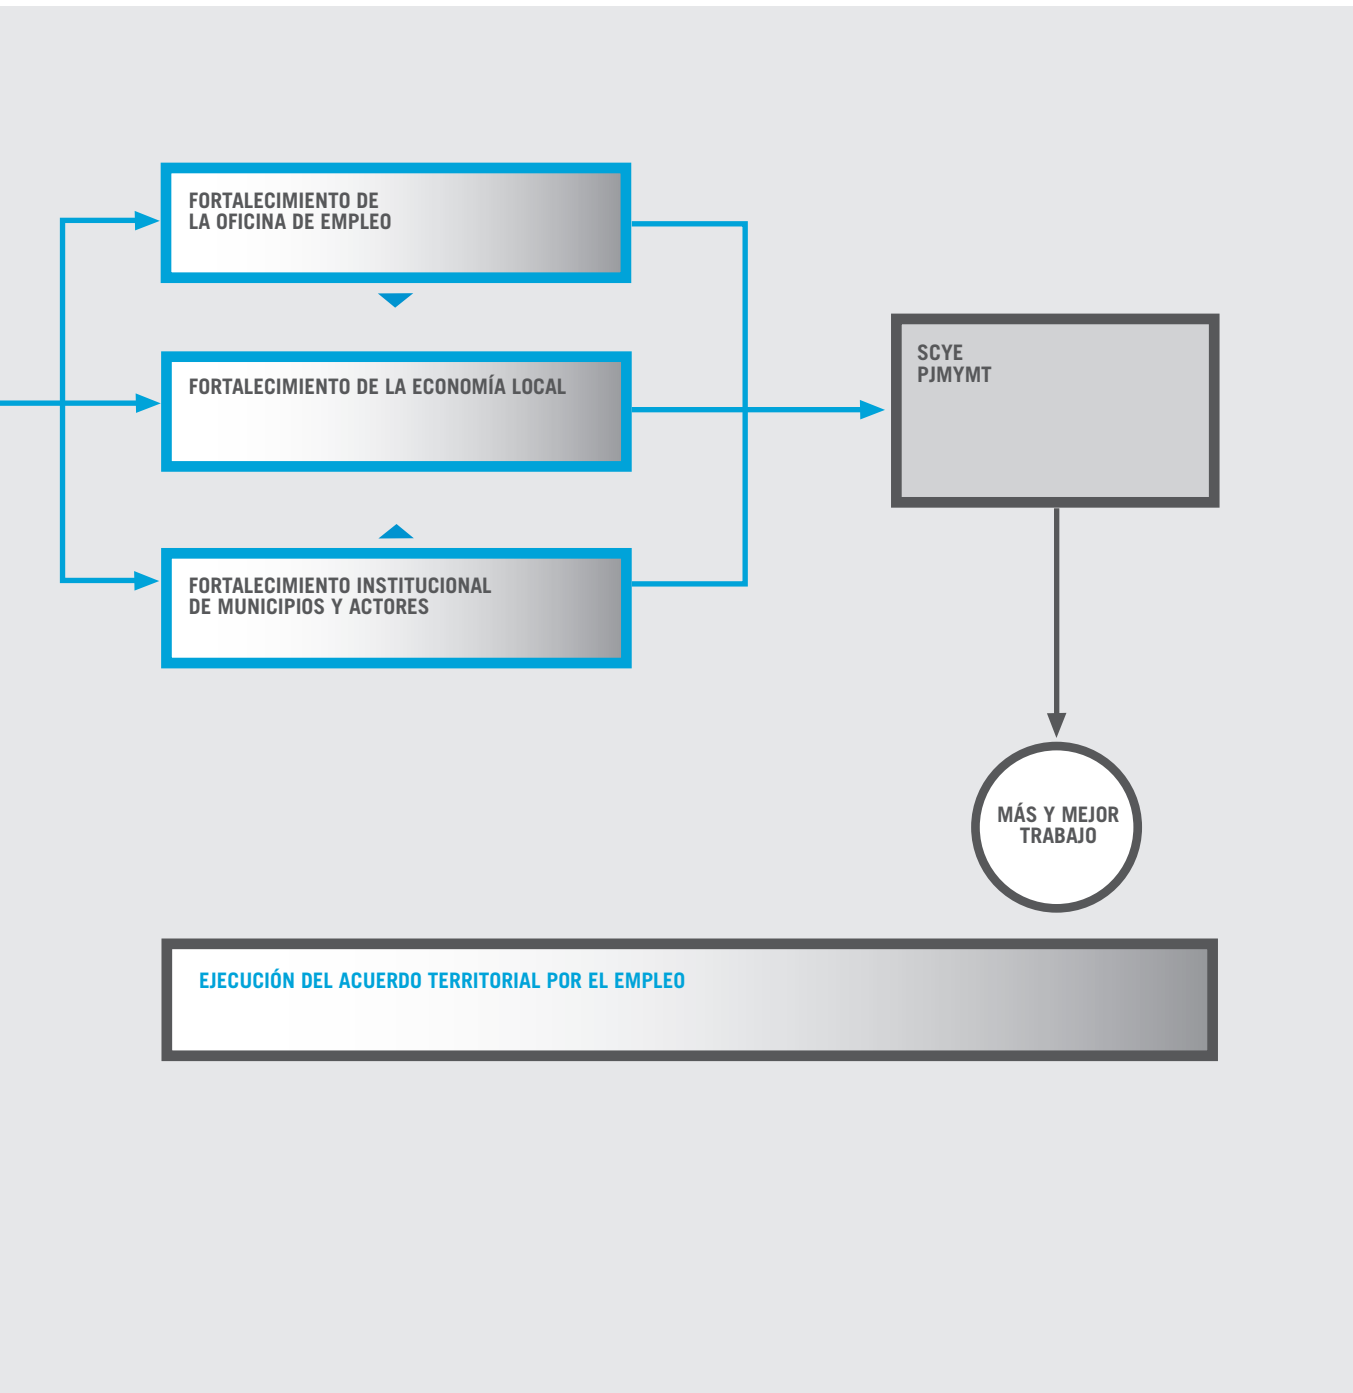 FORTALECIMIENTO DE
LA OFICINA DE EMPLEO
FORTALECIMIENTO DE LA ECONOMÍA LOCAL
FORTALECIMIENTO INSTITUCIONAL
DE MUNICIPIOS Y ACTORES
SCYE
PJMYMT
MÁS Y MEJOR
TRABAJO
EJECUCIÓN DEL ACUERDO TERRITORIAL POR EL EMPLEO